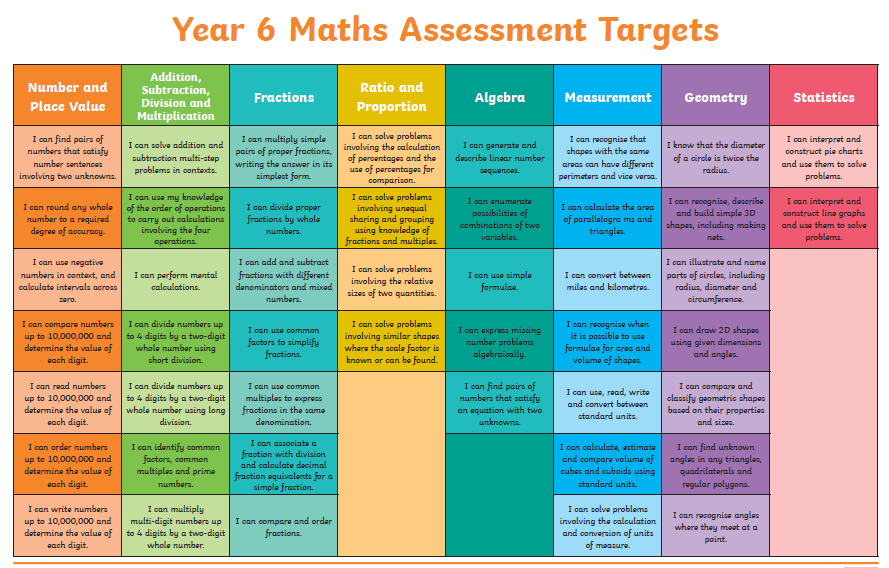 Year 6 Maths Assessment Targets
Number and
Place Value
Addition,
Subtraction,
Division and
Multiplication
Fractions
Ratio and
Proportion
Algebra
Measurement
Geometry
Statistics
I can find pairs of
numbers that satisfy
number sentences
involving two unknowns.
I can solve addition and
subtraction multi-step
problems in contexts.
I can multiply simple
pairs of proper fractions,
writing the answer in its
simplest form.
I can solve problems
involving the calculation
of percentages and the
use of percentages for
comparison.
I can generate and
describe linear number
sequences.
I can recognise that
shapes with the same
areas can have different
perimeters and vice versa.
I know that the diameter
of a circle is twice the
radius.
I can interpret and
construct pie charts
and use them to solve
problems.
I can round any whole
number to a required
degree of accuracy.
I can use my knowledge
of the order of operations
to carry out calculations
involving the four
operations.
I can divide proper
fractions by whole
numbers.
I can solve problems
involving unequal
sharing and grouping
using knowledge of
fractions and multiples.
I can enumerate
possibilities of
combinations of two
variables.
I can calculate the area
of parallelogra ms and
triangles.
I can recognise, describe
and build simple 3D
shapes, including making
nets.
I can interpret and
construct line graphs
and use them to solve
problems.
I can use negative
numbers in context, and
calculate intervals across
zero.
I can perform mental
calculations.
I can add and subtract
fractions with different
denominators and mixed
numbers.
I can solve problems
involving the relative
sizes of two quantities.
I can use simple
formulae.
I can convert between
miles and kilometres.
I can illustrate and name
parts of circles, including
radius, diameter and
circumference.
I can compare numbers
up to 10,000,000 and
determine the value of
each digit.
I can divide numbers up
to 4 digits by a two-digit
whole number using
short division.
I can use common
factors to simplify
fractions.
I can solve problems
involving similar shapes
where the scale factor is
known or can be found.
I can express missing
number problems
algebraically.
I can recognise when
it is possible to use
formulae for area and
volume of shapes.
I can draw 2D shapes
using given dimensions
and angles.
I can read numbers
up to 10,000,000 and
determine the value of
each digit.
I can divide numbers up
to 4 digits by a two-digit
whole number using long
division.
I can use common
multiples to express
fractions in the same
denomination.
I can find pairs of
numbers that satisfy
an equation with two
unknowns.
I can use, read, write
and convert between
standard units.
I can compare and
classify geometric shapes
based on their properties
and sizes.
I can order numbers
up to 10,000,000 and
determine the value of
each digit.
I can identify common
factors, common
multiples and prime
numbers.
I can associate a
fraction with division
and calculate decimal
fraction equivalents for a
simple fraction.
I can calculate, estimate
and compare volume of
cubes and cuboids using
standard units.
I can find unknown
angles in any triangles,
quadrilaterals and
regular polygons.
I can write numbers
up to 10,000,000 and
determine the value of
each digit.
I can multiply
multi-digit numbers up
to 4 digits by a two-digit
whole number.
I can compare and order
fractions.
I can solve problems
involving the calculation
and conversion of units
of measure.
I can recognise angles
where they meet at a
point.